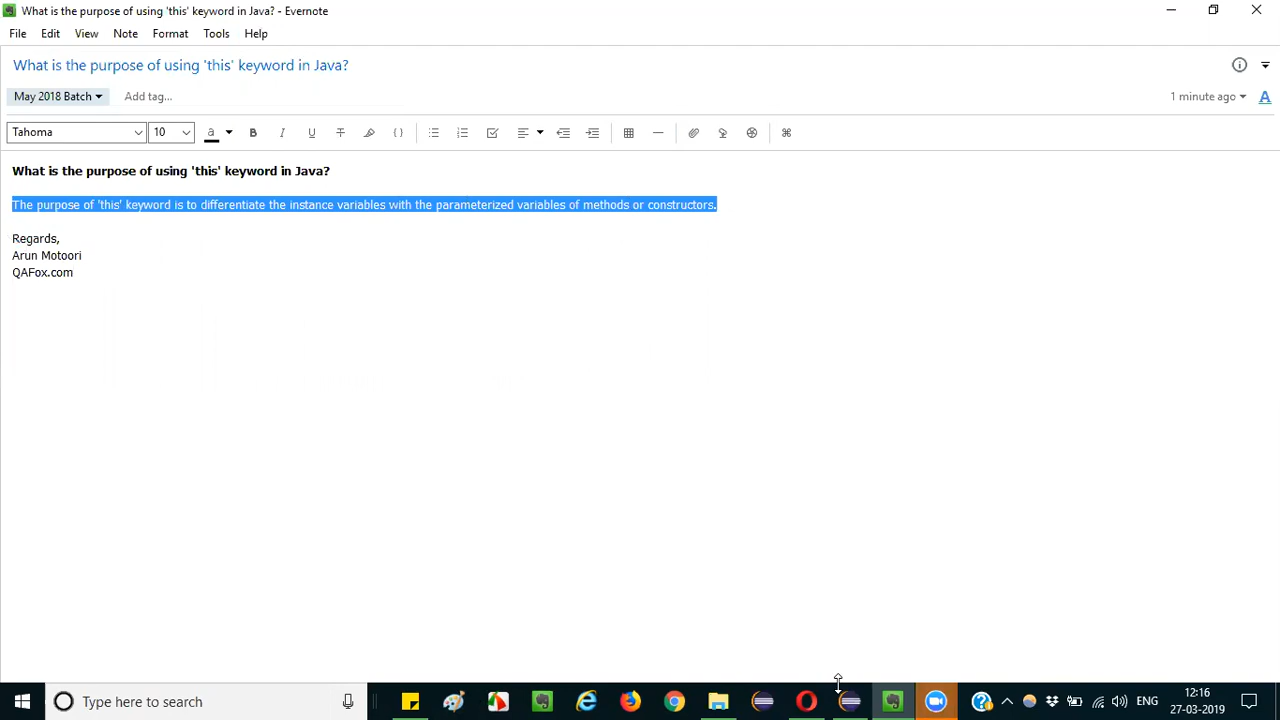 What is the purpose of using 'this' keyword in Java? - Evernote
File Edit View Note Format Tools Help
What is the purpose of using 'this' keyword in Java?
May 2018 Batch Add tag... 1 minute ago A
Tahoma 10 a B I U T { }
What is the purpose of using 'this' keyword in Java?
The purpose of 'this' keyword is to differentiate the instance variables with the parameterized variables of methods or constructors.
Regards,
Arun Motoori
QAFox.com
Type here to search ENG 12:16
27-03-2019